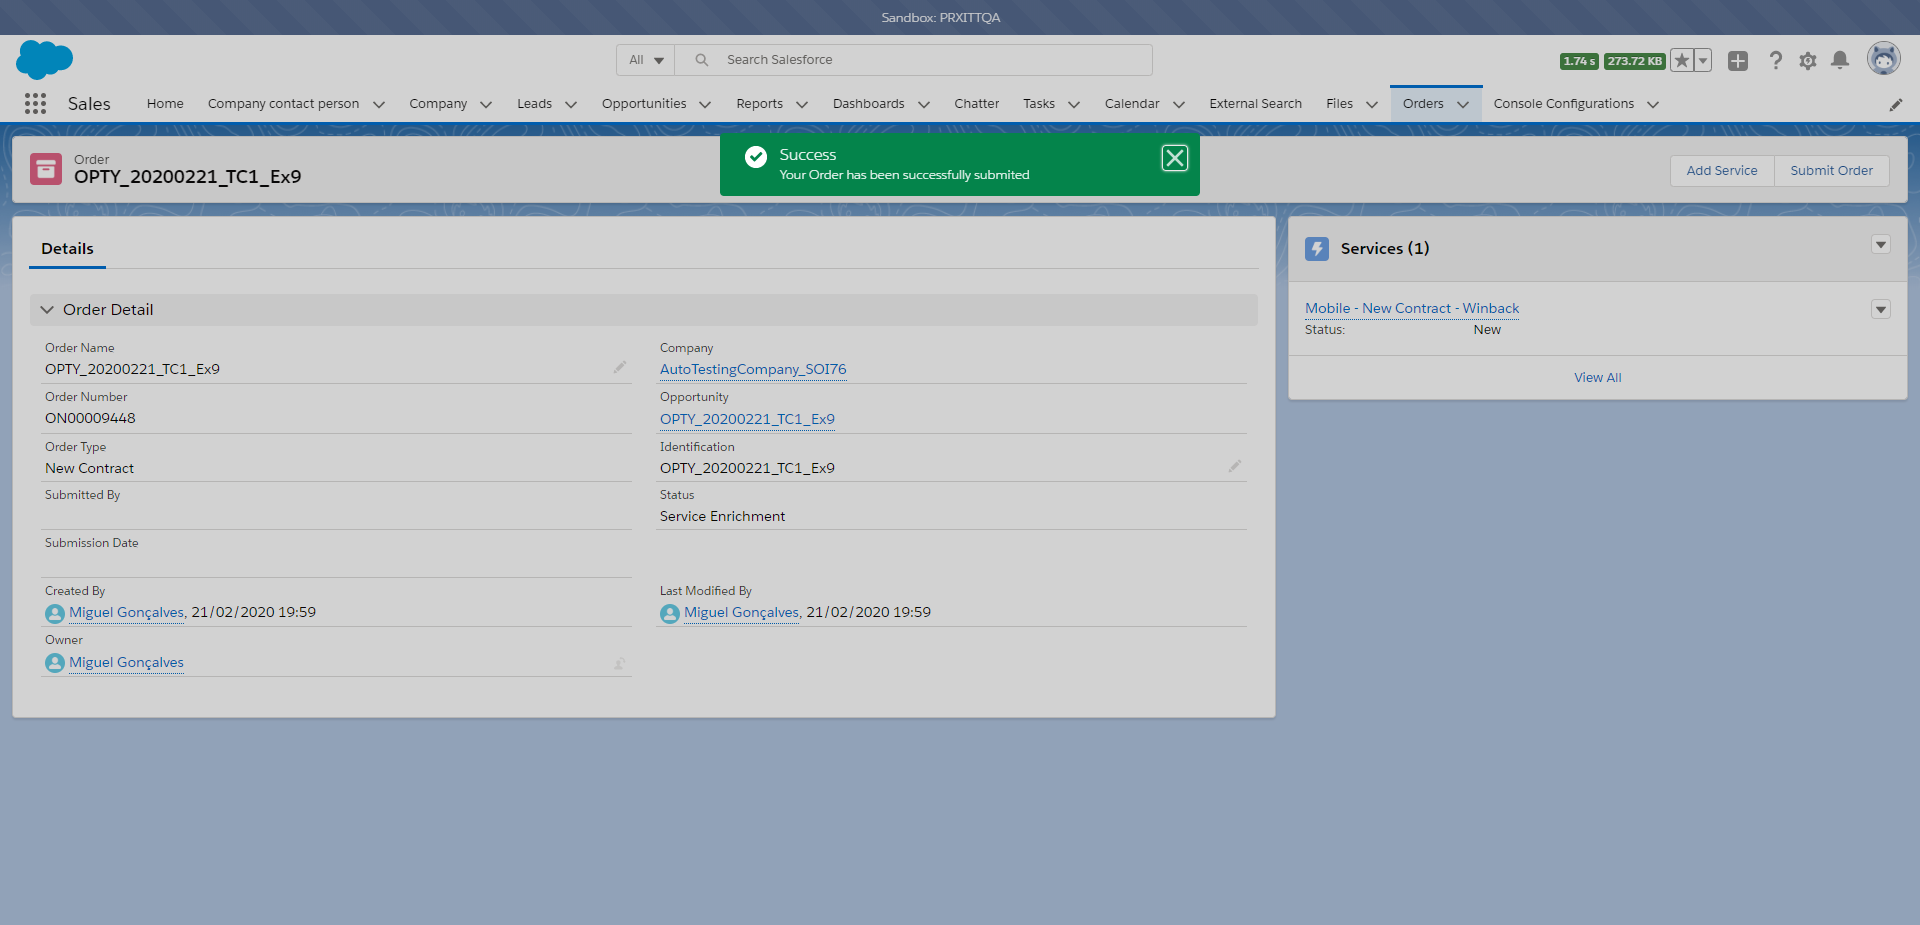 Sandbox: PRXITTQA
All
Search Salesforce
1.74 s
273.72 KB
Sales
Home
Company contact person
Company
Leads
Opportunities
Reports
Dashboards
Chatter
Tasks
Calendar
External Search
Files
Orders
Console Configurations
Order
OPTY_20200221_TC1_Ex9
Success
Your Order has been successfully submited
Add Service
Submit Order
Details
Order Detail
Order Name
OPTY_20200221_TC1_Ex9
Company
AutoTestingCompany_SOI76
Order Number
ON00009448
Opportunity
OPTY_20200221_TC1_Ex9
Order Type
New Contract
Identification
OPTY_20200221_TC1_Ex9
Submitted By
Status
Service Enrichment
Submission Date
Created By
Miguel Gonçalves, 21/02/2020 19:59
Last Modified By
Miguel Gonçalves, 21/02/2020 19:59
Owner
Miguel Gonçalves
Services (1)
Mobile - New Contract - Winback
Status: New
View All